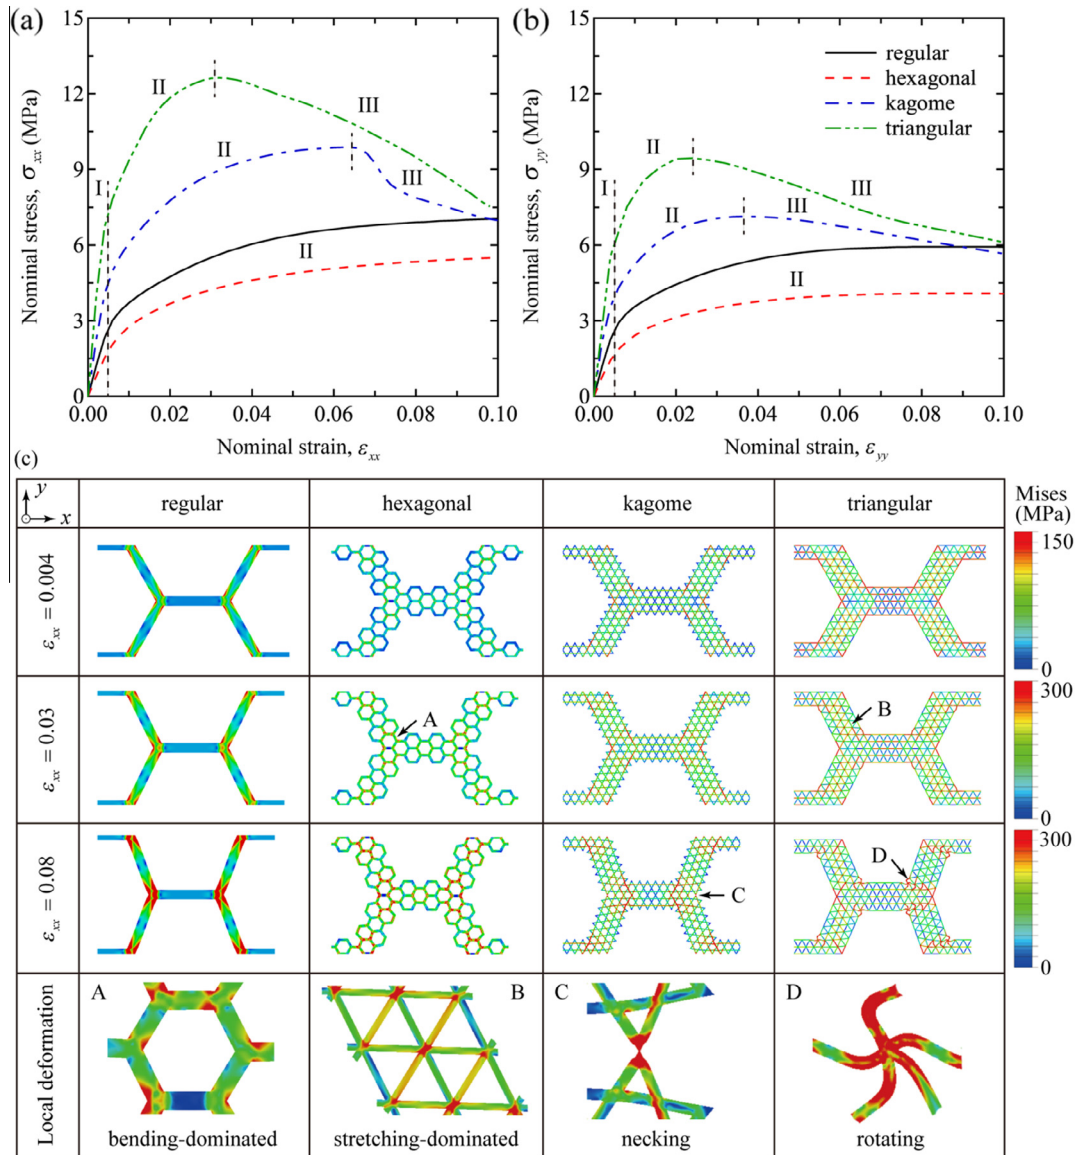 (a)
15
12
9
6
3
0
Nominal stress, σxx (MPa)
I
II
III
II
III
II
0.00 0.02 0.04 0.06 0.08 0.10
Nominal strain, εxx
(b)
15
12
9
6
3
0
Nominal stress, σyy (MPa)
regular
hexagonal
kagome
triangular
I
II
III
II
III
II
0.00 0.02 0.04 0.06 0.08 0.10
Nominal strain, εyy
(c)
y
x
regular hexagonal kagome triangular
Mises
(MPa)
εxx = 0.004
150
0
εxx = 0.03
A
B
300
0
εxx = 0.08
C
D
300
0
Local deformation
A B C D
bending-dominated stretching-dominated necking rotating